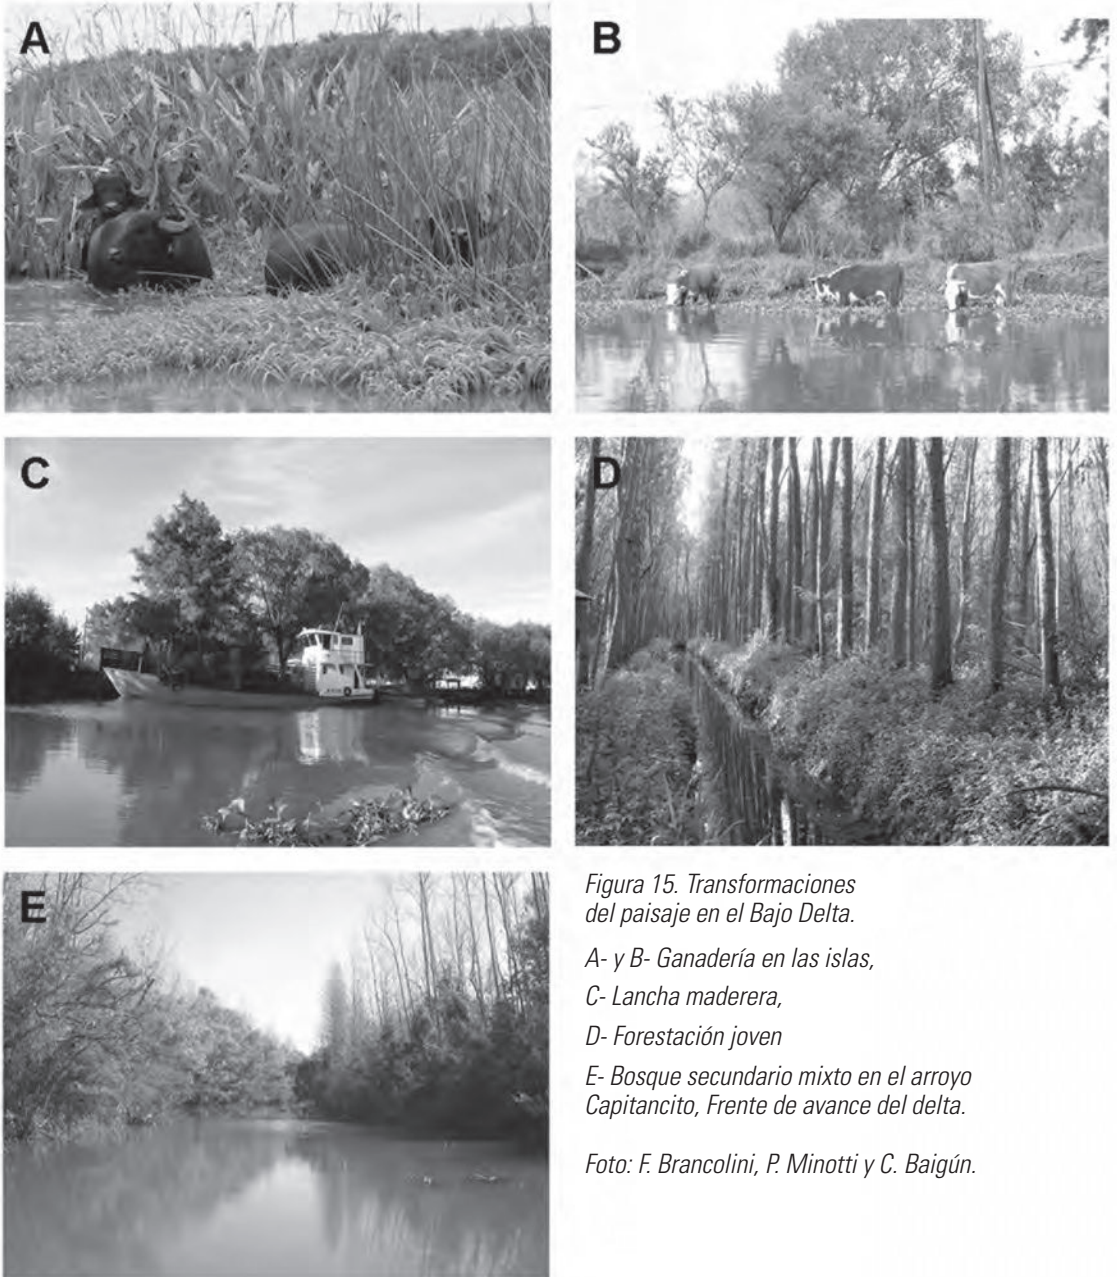 A
B
C
D
E
Figura 15. Transformaciones
del paisaje en el Bajo Delta.
A- y B- Ganadería en las islas,
C- Lancha maderera,
D- Forestación joven
E- Bosque secundario mixto en el arroyo
Capitancito, Frente de avance del delta.
Foto: F. Brancolini, P. Minotti y C. Baigún.